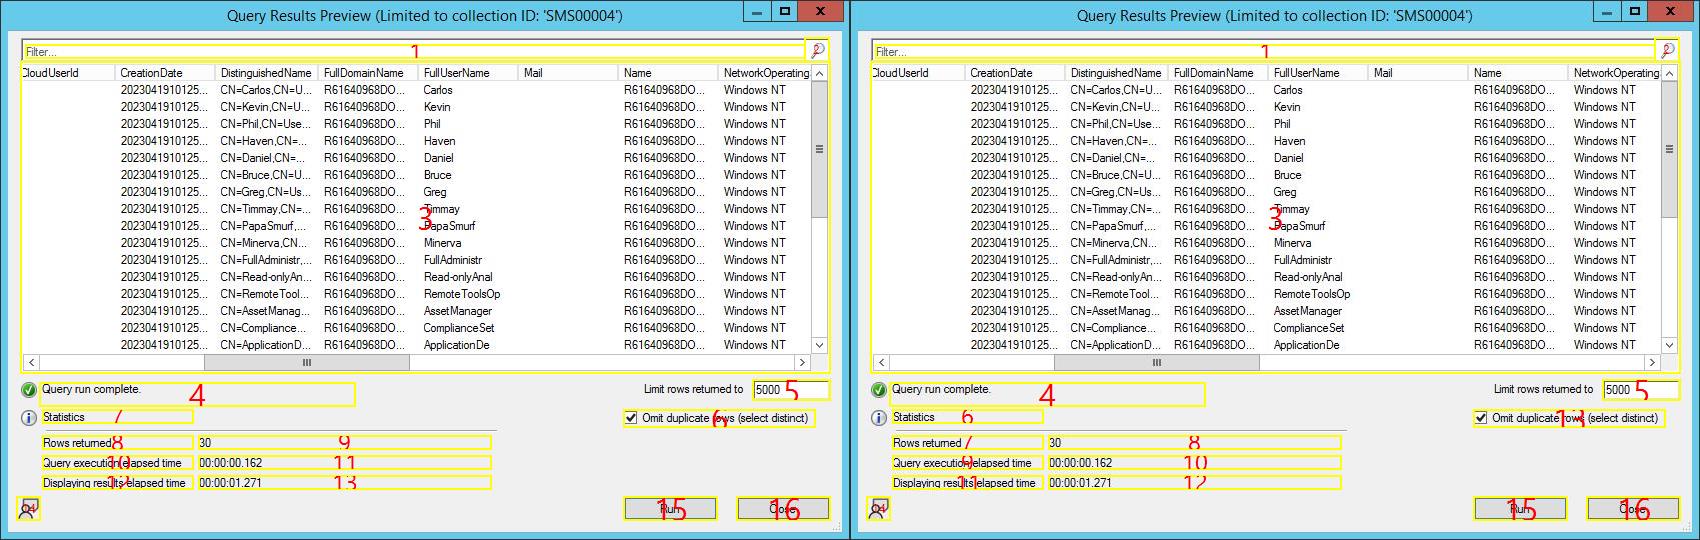 Query Results Preview (Limited to collection ID: 'SMS00004')
Filter...
1
2
CloudUserId CreationDate DistinguishedName FullDomainName FullUserName Mail Name NetworkOperating
2023041910125... CN=Carlos,CN=U... R61640968DO... Carlos R61640968DO... Windows NT
2023041910125... CN=Kevin,CN=U... R61640968DO... Kevin R61640968DO... Windows NT
2023041910125... CN=Phil,CN=Use... R61640968DO... Phil R61640968DO... Windows NT
2023041910125... CN=Haven,CN=... R61640968DO... Haven R61640968DO... Windows NT
2023041910125... CN=Daniel,CN=... R61640968DO... Daniel R61640968DO... Windows NT
2023041910125... CN=Bruce,CN=U... R61640968DO... Bruce R61640968DO... Windows NT
2023041910125... CN=Greg,CN=Us... R61640968DO... Greg R61640968DO... Windows NT
2023041910125... CN=Timmay,CN=... R61640968DO... Timmay R61640968DO... Windows NT
3
2023041910125... CN=PapaSmurf,... R61640968DO... PapaSmurf R61640968DO... Windows NT
2023041910125... CN=Minerva,CN... R61640968DO... Minerva R61640968DO... Windows NT
2023041910125... CN=FullAdministr,... R61640968DO... FullAdministr R61640968DO... Windows NT
2023041910125... CN=Read-onlyAn... R61640968DO... Read-onlyAnal R61640968DO... Windows NT
2023041910125... CN=RemoteTool... R61640968DO... RemoteToolsOp R61640968DO... Windows NT
2023041910125... CN=AssetManag... R61640968DO... AssetManager R61640968DO... Windows NT
2023041910125... CN=Compliance... R61640968DO... ComplianceSet R61640968DO... Windows NT
2023041910125... CN=ApplicationD... R61640968DO... ApplicationDe R61640968DO... Windows NT
Query run complete. 4
Limit rows returned to 5000 5
Statistics 7
Omit duplicate rows (select distinct) 6
Rows returned 8 30 9
Query execution elapsed time 10 00:00:00.162 11
Displaying results elapsed time 12 00:00:01.271 13
14
Run 15
Close 16
Query Results Preview (Limited to collection ID: 'SMS00004')
Filter...
1
2
CloudUserId CreationDate DistinguishedName FullDomainName FullUserName Mail Name NetworkOperating
2023041910125... CN=Carlos,CN=U... R61640968DO... Carlos R61640968DO... Windows NT
2023041910125... CN=Kevin,CN=U... R61640968DO... Kevin R61640968DO... Windows NT
2023041910125... CN=Phil,CN=Use... R61640968DO... Phil R61640968DO... Windows NT
2023041910125... CN=Haven,CN=... R61640968DO... Haven R61640968DO... Windows NT
2023041910125... CN=Daniel,CN=... R61640968DO... Daniel R61640968DO... Windows NT
2023041910125... CN=Bruce,CN=U... R61640968DO... Bruce R61640968DO... Windows NT
2023041910125... CN=Greg,CN=Us... R61640968DO... Greg R61640968DO... Windows NT
2023041910125... CN=Timmay,CN=... R61640968DO... Timmay R61640968DO... Windows NT
3
2023041910125... CN=PapaSmurf,... R61640968DO... PapaSmurf R61640968DO... Windows NT
2023041910125... CN=Minerva,CN... R61640968DO... Minerva R61640968DO... Windows NT
2023041910125... CN=FullAdministr,... R61640968DO... FullAdministr R61640968DO... Windows NT
2023041910125... CN=Read-onlyAn... R61640968DO... Read-onlyAnal R61640968DO... Windows NT
2023041910125... CN=RemoteTool... R61640968DO... RemoteToolsOp R61640968DO... Windows NT
2023041910125... CN=AssetManag... R61640968DO... AssetManager R61640968DO... Windows NT
2023041910125... CN=Compliance... R61640968DO... ComplianceSet R61640968DO... Windows NT
2023041910125... CN=ApplicationD... R61640968DO... ApplicationDe R61640968DO... Windows NT
Query run complete. 4
Limit rows returned to 5000 5
Statistics 6
Omit duplicate rows (select distinct) 13
Rows returned 7 30 8
Query execution elapsed time 9 00:00:00.162 10
Displaying results elapsed time 11 00:00:01.271 12
14
Run 15
Close 16